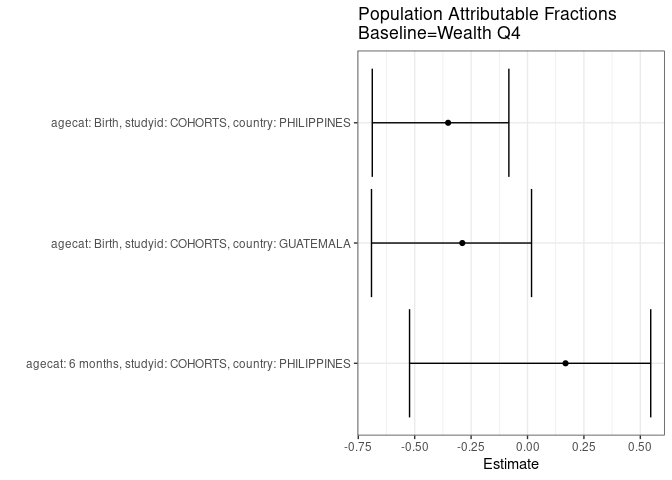 Population Attributable Fractions
Baseline=Wealth Q4
agecat: Birth, studyid: COHORTS, country: PHILIPPINES
agecat: Birth, studyid: COHORTS, country: GUATEMALA
agecat: 6 months, studyid: COHORTS, country: PHILIPPINES
-0.75 -0.50 -0.25 0.00 0.25 0.50
Estimate